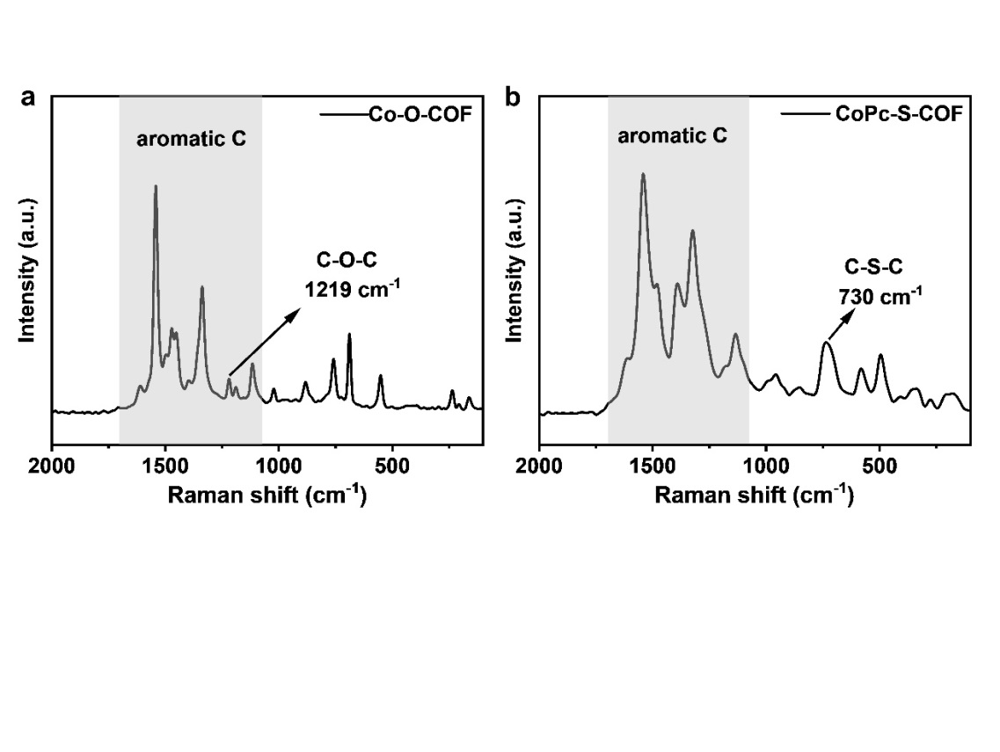 a
Co-O-COF
aromatic C
C-O-C
1219 cm⁻¹
Intensity (a.u.)
2000 1500 1000 500
Raman shift (cm⁻¹)
b
CoPc-S-COF
aromatic C
C-S-C
730 cm⁻¹
Intensity (a.u.)
2000 1500 1000 500
Raman shift (cm⁻¹)